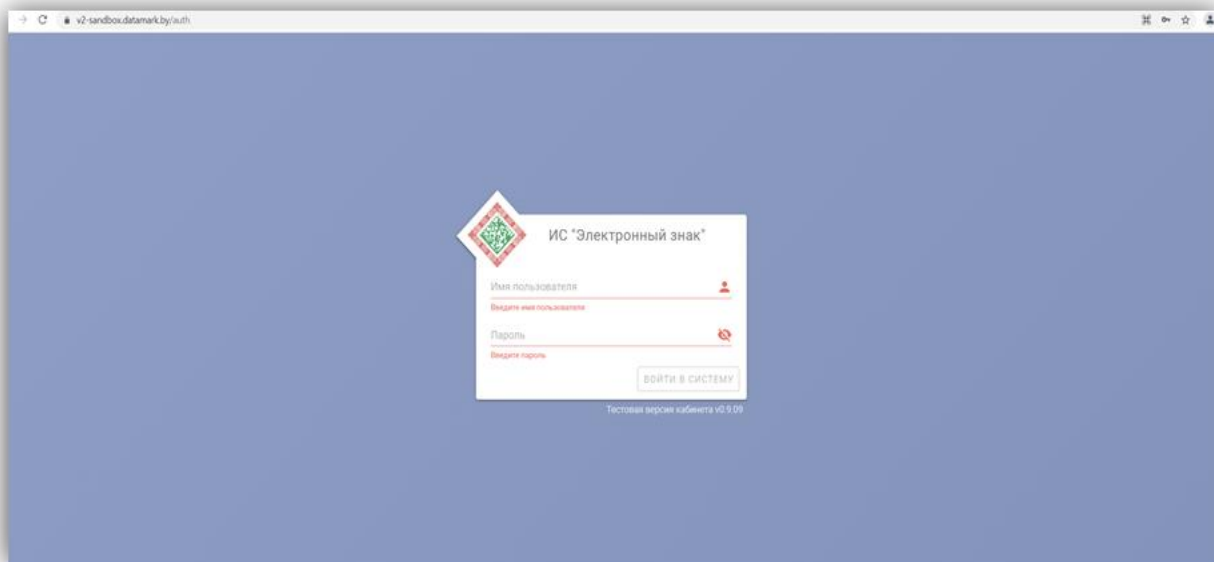 v2-sandbox.datamark.by/auth
ИС "Электронный знак"
Имя пользователя
Введите имя пользователя
Пароль
Введите пароль
ВОЙТИ В СИСТЕМУ
Тестовая версия кабинета v0.9.09